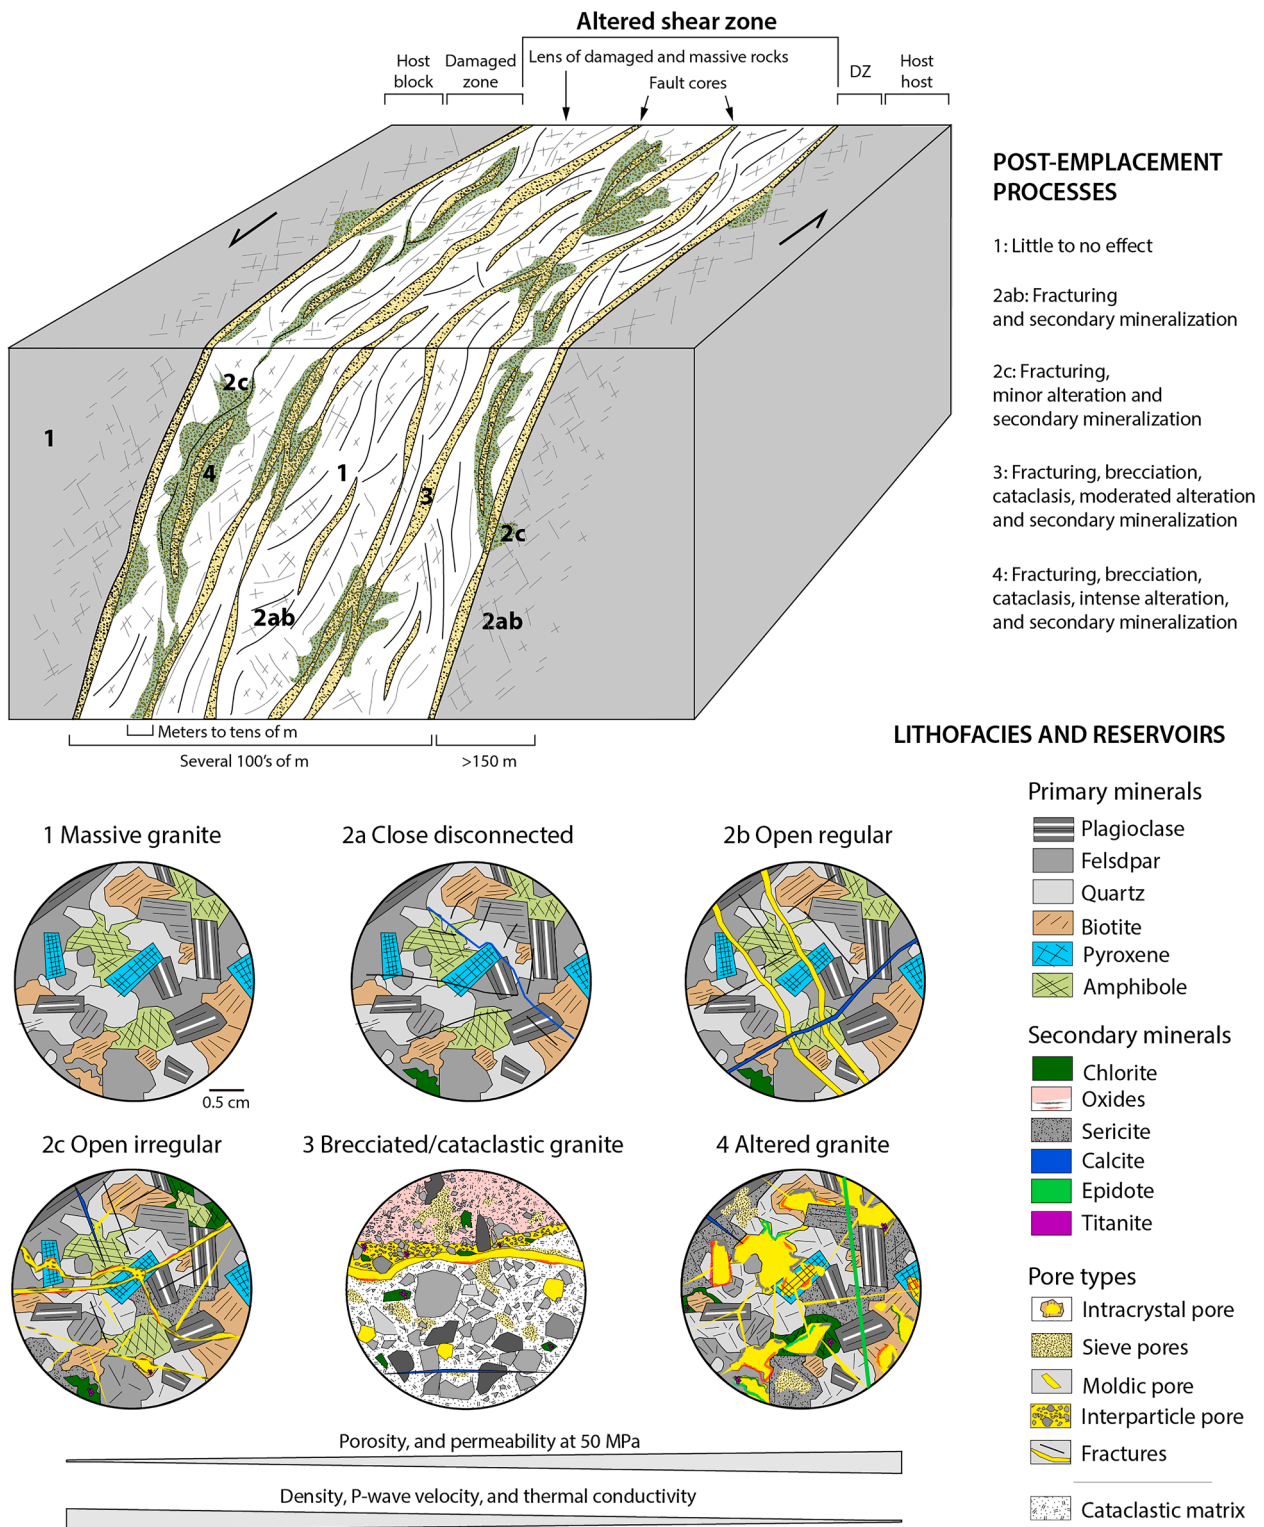 Altered shear zone
Host
block
Damaged
zone
Lens of damaged and massive rocks
Fault cores
DZ
Host
host
POST-EMPLACEMENT
PROCESSES
1: Little to no effect
2ab: Fracturing
and secondary mineralization
2c: Fracturing,
minor alteration and
secondary mineralization
3: Fracturing, brecciation,
cataclasis, moderated alteration
and secondary mineralization
4: Fracturing, brecciation,
cataclasis, intense alteration,
and secondary mineralization
2c
1
4
1
3
2c
2ab
2ab
Meters to tens of m
Several 100's of m
>150 m
LITHOFACIES AND RESERVOIRS
1 Massive granite
2a Close disconnected
2b Open regular
0.5 cm
2c Open irregular
3 Brecciated/cataclastic granite
4 Altered granite
Primary minerals
Plagioclase
Felsdpar
Quartz
Biotite
Pyroxene
Amphibole
Secondary minerals
Chlorite
Oxides
Sericite
Calcite
Epidote
Titanite
Pore types
Intracrystal pore
Sieve pores
Moldic pore
Interparticle pore
Fractures
Cataclastic matrix
Porosity, and permeability at 50 MPa
Density, P-wave velocity, and thermal conductivity